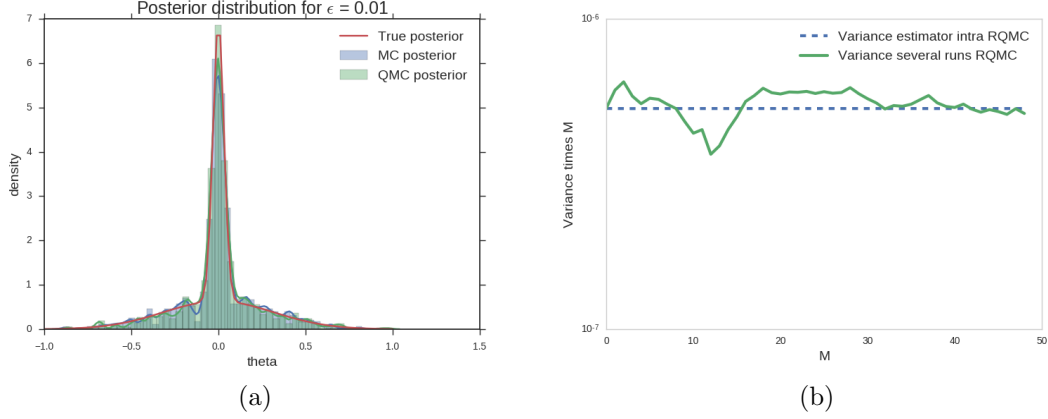 Posterior distribution for ϵ = 0.01
7
6
5
4
3
2
1
0
density
True posterior
MC posterior
QMC posterior
−1.0 −0.5 0.0 0.5 1.0 1.5
theta
(a)
10⁻⁶
10⁻⁷
Variance times M
Variance estimator intra RQMC
Variance several runs RQMC
0 10 20 30 40 50
M
(b)